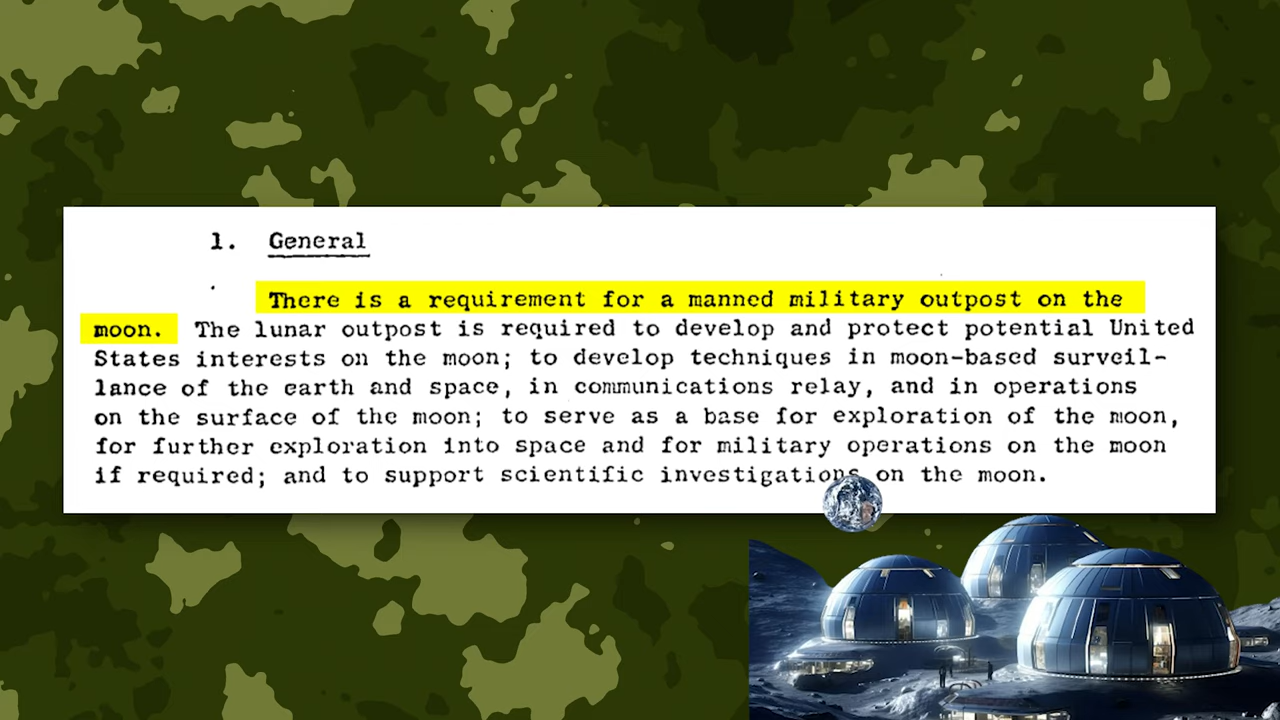 1. General
There is a requirement for a manned military outpost on the
moon. The lunar outpost is required to develop and protect potential United
States interests on the moon; to develop techniques in moon-based surveil-
lance of the earth and space, in communications relay, and in operations
on the surface of the moon; to serve as a base for exploration of the moon,
for further exploration into space and for military operations on the moon
if required; and to support scientific investigations on the moon.